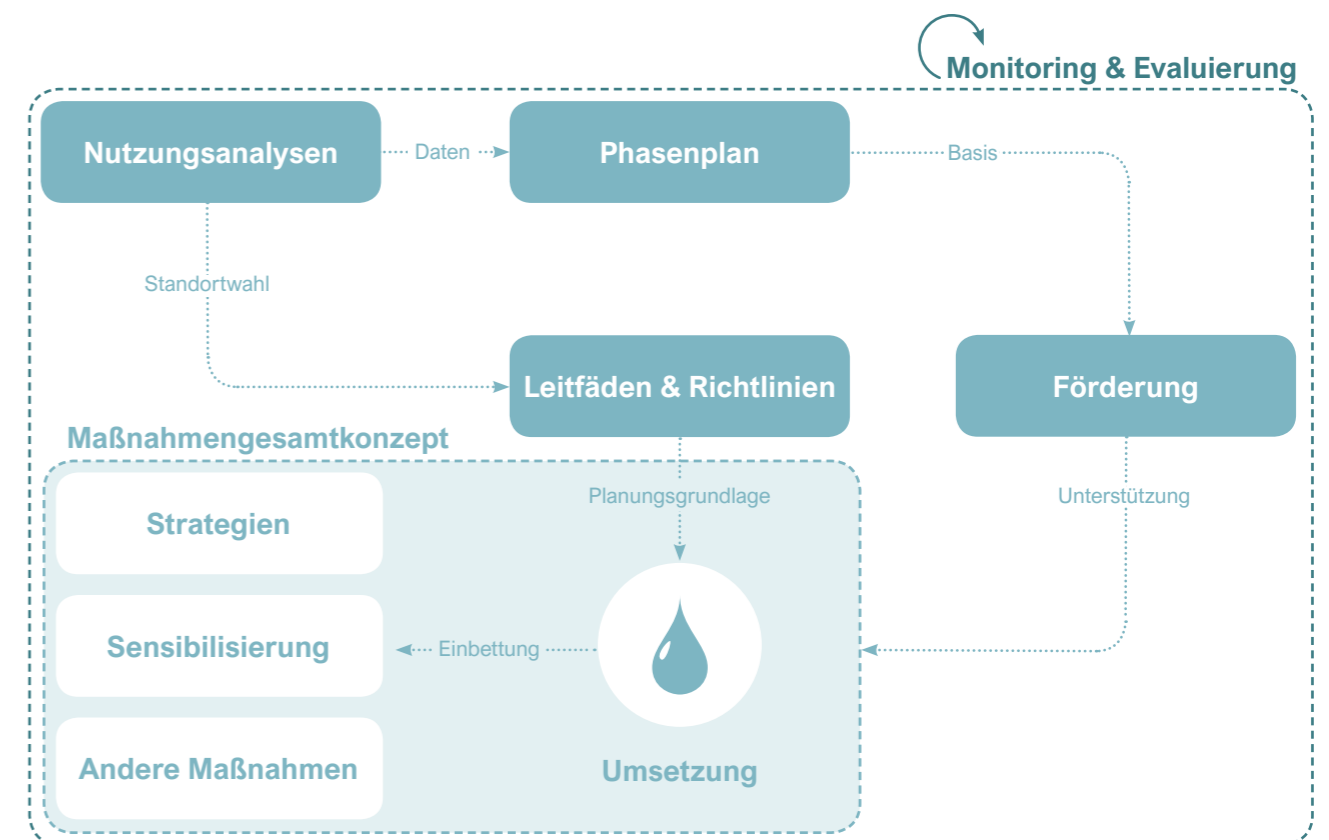 Monitoring & Evaluierung
Nutzungsanalysen
Daten
Phasenplan
Basis
Standortwahl
Leitfäden & Richtlinien
Förderung
Maßnahmengesamtkonzept
Strategien
Planungsgrundlage
Unterstützung
Sensibilisierung
Einbettung
Andere Maßnahmen
Umsetzung